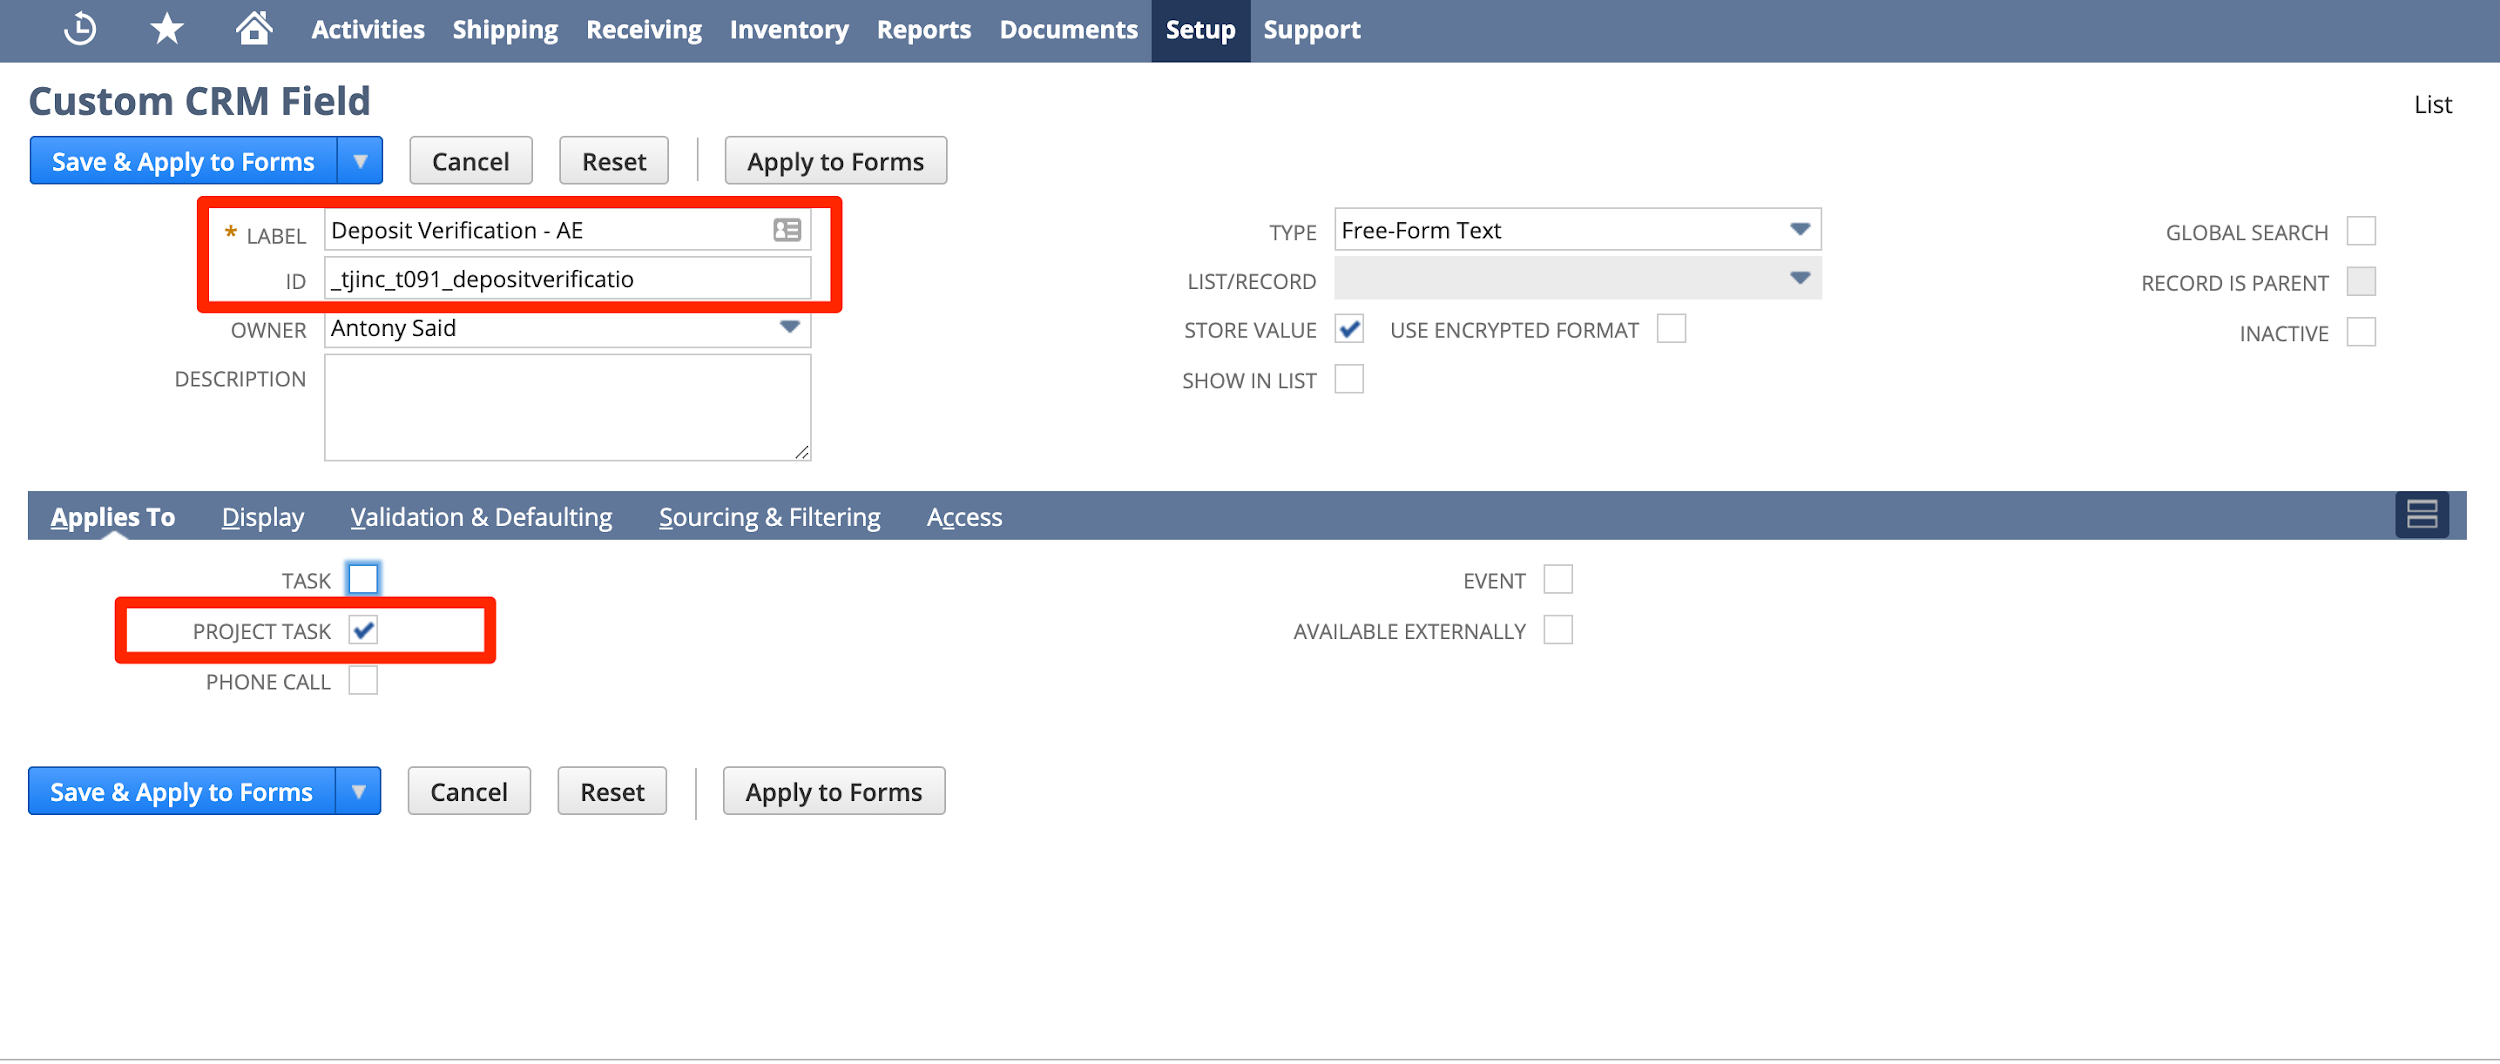 Activities Shipping Receiving Inventory Reports Documents Setup Support
Custom CRM Field
List
Save & Apply to Forms Cancel Reset Apply to Forms
* LABEL Deposit Verification - AE
ID _tjinc_t091_depositverificatio
OWNER Antony Said
DESCRIPTION
TYPE Free-Form Text
LIST/RECORD
STORE VALUE USE ENCRYPTED FORMAT
SHOW IN LIST
GLOBAL SEARCH
RECORD IS PARENT
INACTIVE
Applies To Display Validation & Defaulting Sourcing & Filtering Access
TASK
PROJECT TASK
PHONE CALL
EVENT
AVAILABLE EXTERNALLY
Save & Apply to Forms Cancel Reset Apply to Forms